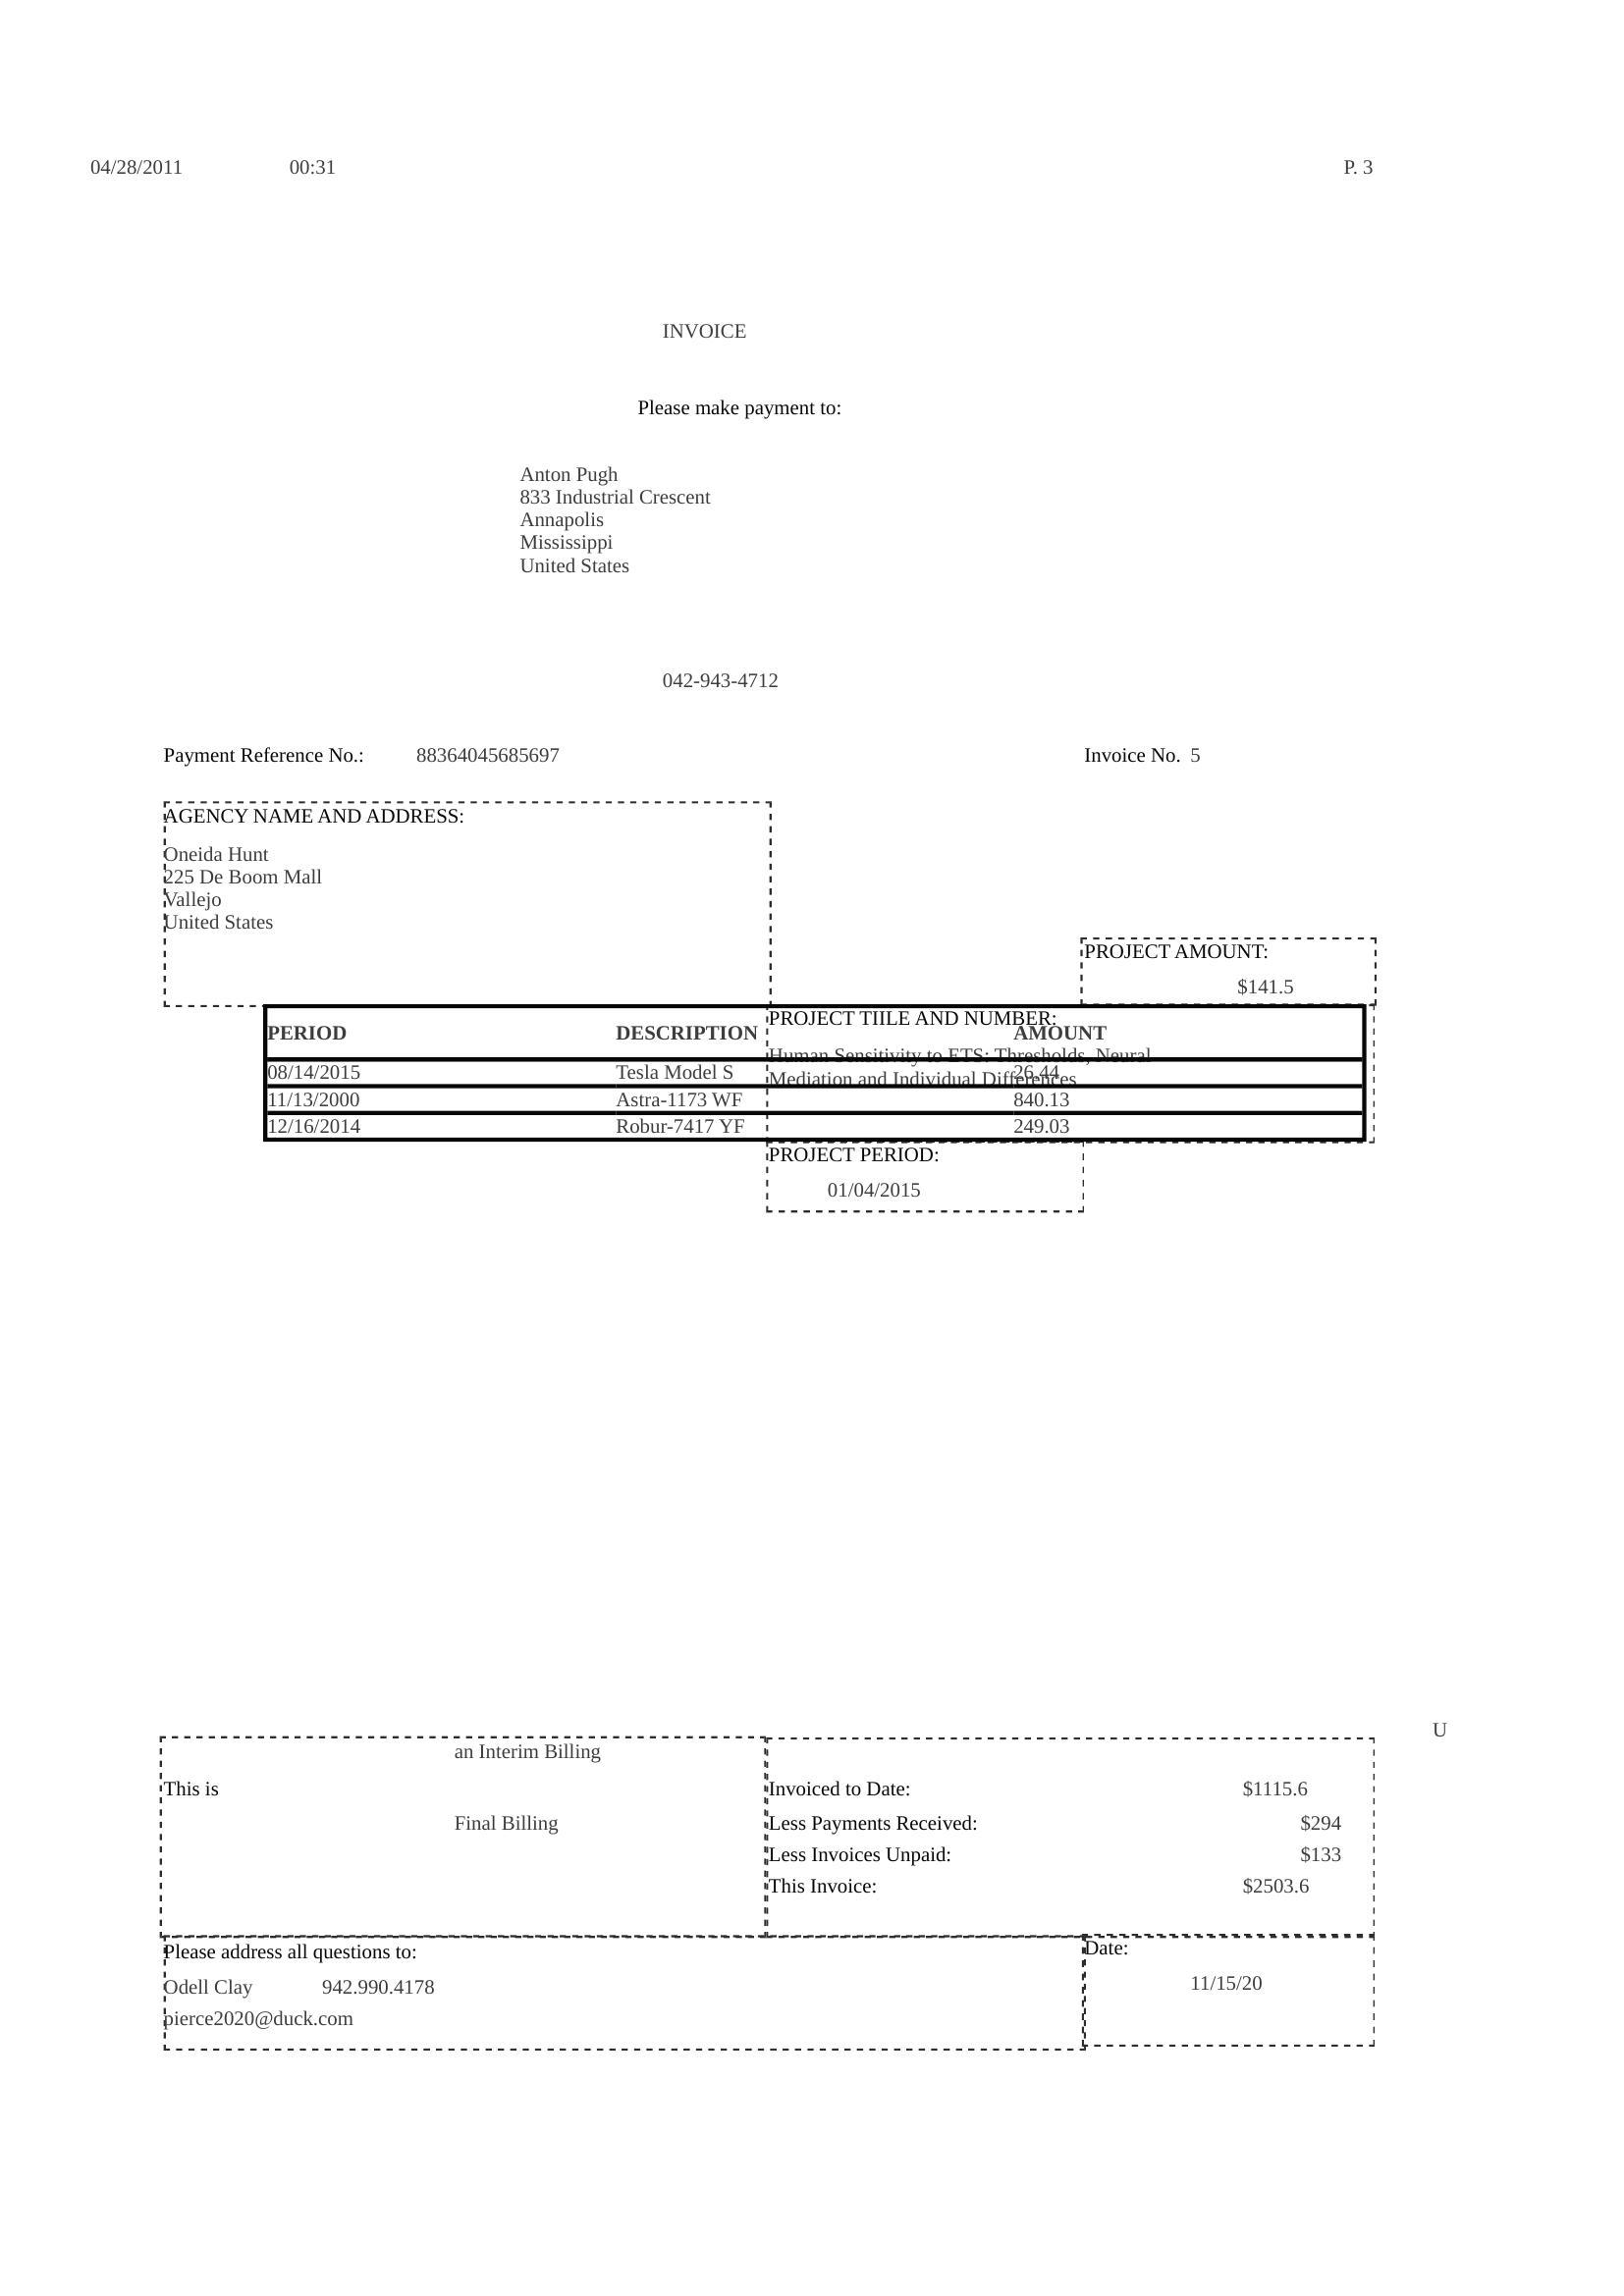 04/28/2011 00:31 P. 3
INVOICE
Please make payment to:
Anton Pugh
833 Industrial Crescent
Annapolis
Mississippi
United States
042-943-4712
Payment Reference No.: 88364045685697 Invoice No. 5
AGENCY NAME AND ADDRESS:
Oneida Hunt
225 De Boom Mall
Vallejo
United States
PROJECT AMOUNT:
$141.5
PROJECT TIILE AND NUMBER:
Human Sensitivity to ETS: Thresholds, Neural
Mediation and Individual Differences
PERIOD DESCRIPTION AMOUNT
08/14/2015 Tesla Model S 26.44
11/13/2000 Astra-1173 WF 840.13
12/16/2014 Robur-7417 YF 249.03
PROJECT PERIOD:
01/04/2015
U
an Interim Billing
This is
Final Billing
Invoiced to Date: $1115.6
Less Payments Received: $294
Less Invoices Unpaid: $133
This Invoice: $2503.6
Please address all questions to:
Odell Clay 942.990.4178
pierce2020@duck.com
Date:
11/15/20